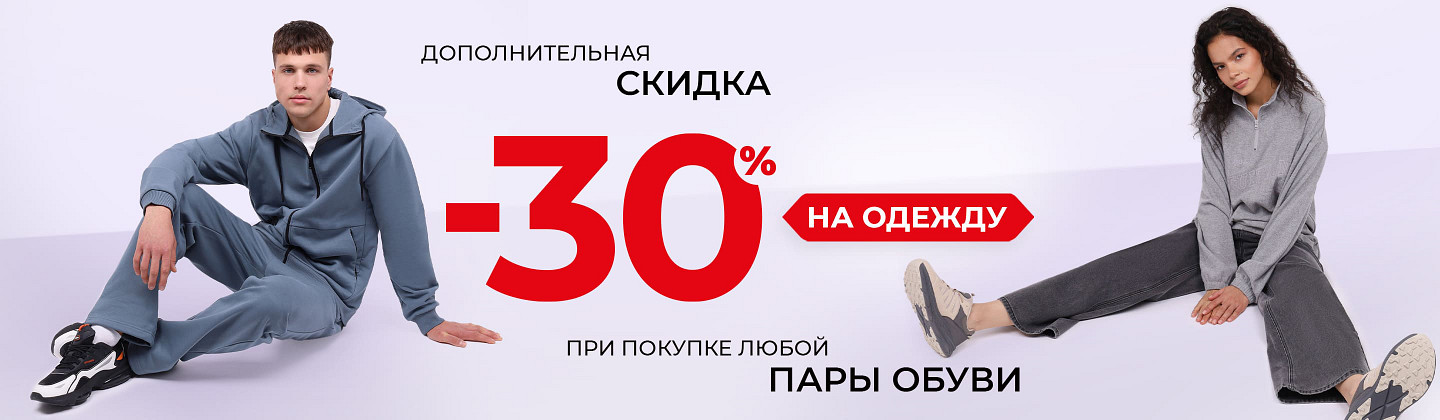 ДОПОЛНИТЕЛЬНАЯ
СКИДКА
-30%
НА ОДЕЖДУ
ПРИ ПОКУПКЕ ЛЮБОЙ
ПАРЫ ОБУВИ